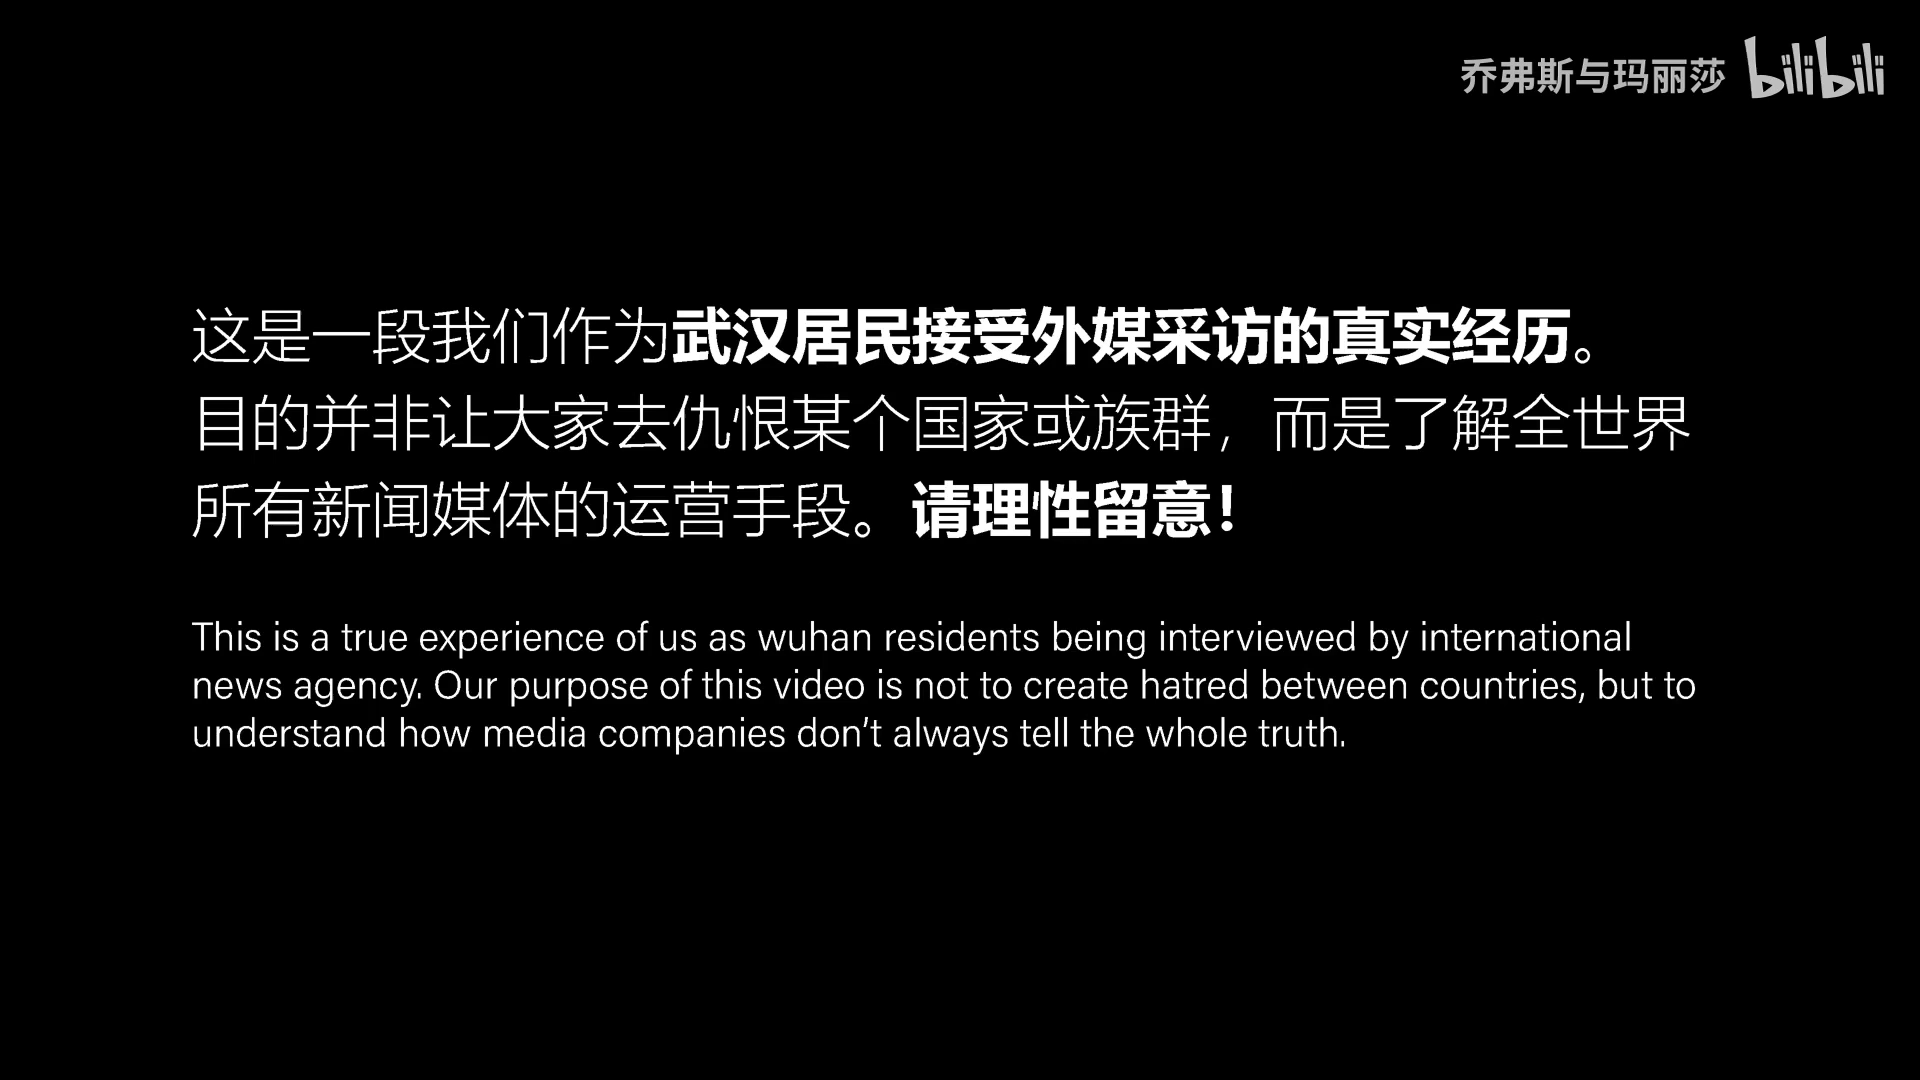 乔弗斯与玛丽莎 bilibili
这是一段我们作为武汉居民接受外媒采访的真实经历。
目的并非让大家去仇恨某个国家或族群，而是了解全世界
所有新闻媒体的运营手段。请理性留意！
This is a true experience of us as wuhan residents being interviewed by international
news agency. Our purpose of this video is not to create hatred between countries, but to
understand how media companies don’t always tell the whole truth.